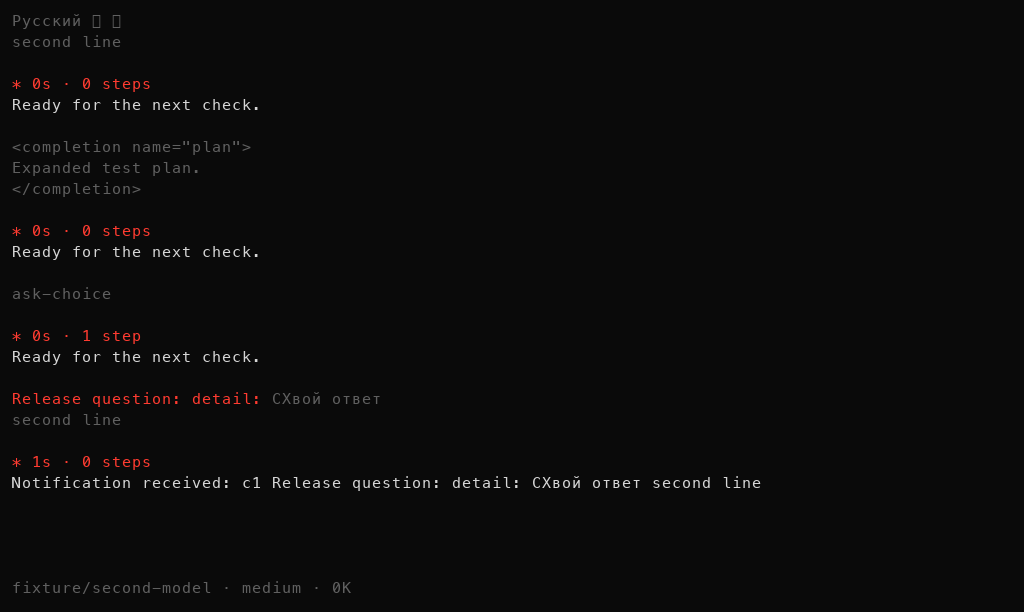 Русский
second line
* 0s · 0 steps
Ready for the next check.
<completion name="plan">
Expanded test plan.
</completion>
* 0s · 0 steps
Ready for the next check.
ask-choice
* 0s · 1 step
Ready for the next check.
Release question: detail: СХвой ответ
second line
* 1s · 0 steps
Notification received: c1 Release question: detail: СХвой ответ second line
fixture/second-model · medium · 0K